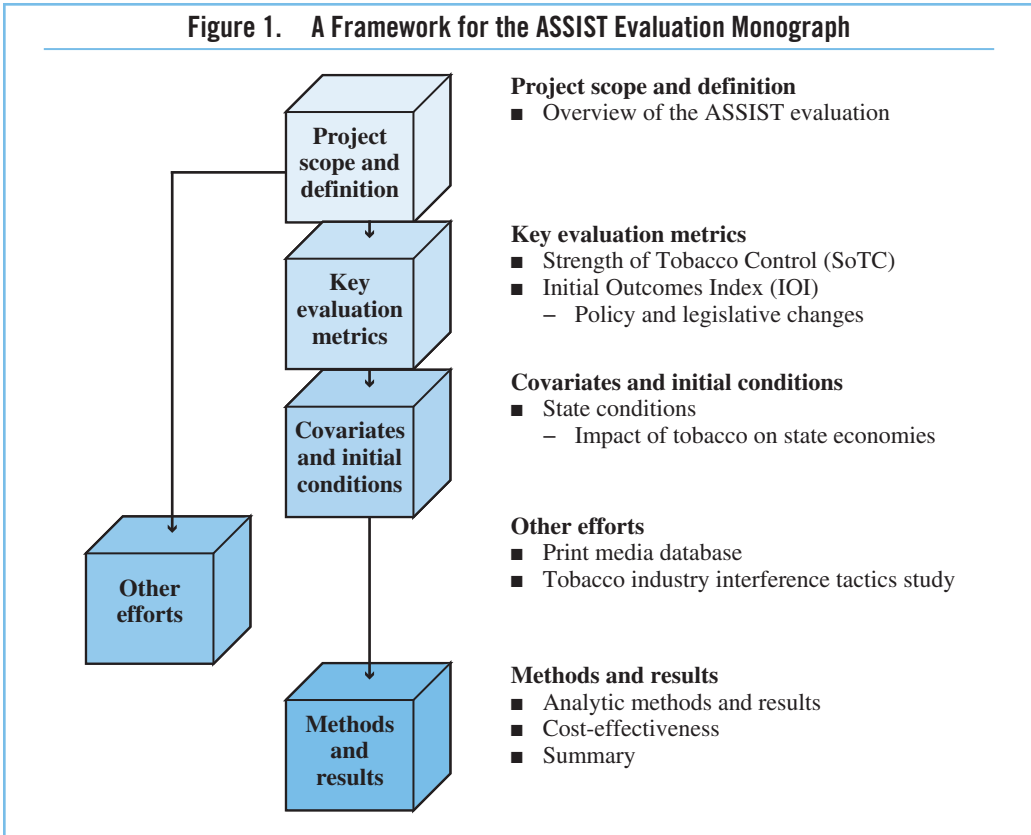 Figure 1. A Framework for the ASSIST Evaluation Monograph
Project
scope and
definition
Key
evaluation
metrics
Covariates
and initial
conditions
Other
efforts
Methods
and
results
Project scope and definition
■ Overview of the ASSIST evaluation
Key evaluation metrics
■ Strength of Tobacco Control (SoTC)
■ Initial Outcomes Index (IOI)
– Policy and legislative changes
Covariates and initial conditions
■ State conditions
– Impact of tobacco on state economies
Other efforts
■ Print media database
■ Tobacco industry interference tactics study
Methods and results
■ Analytic methods and results
■ Cost-effectiveness
■ Summary